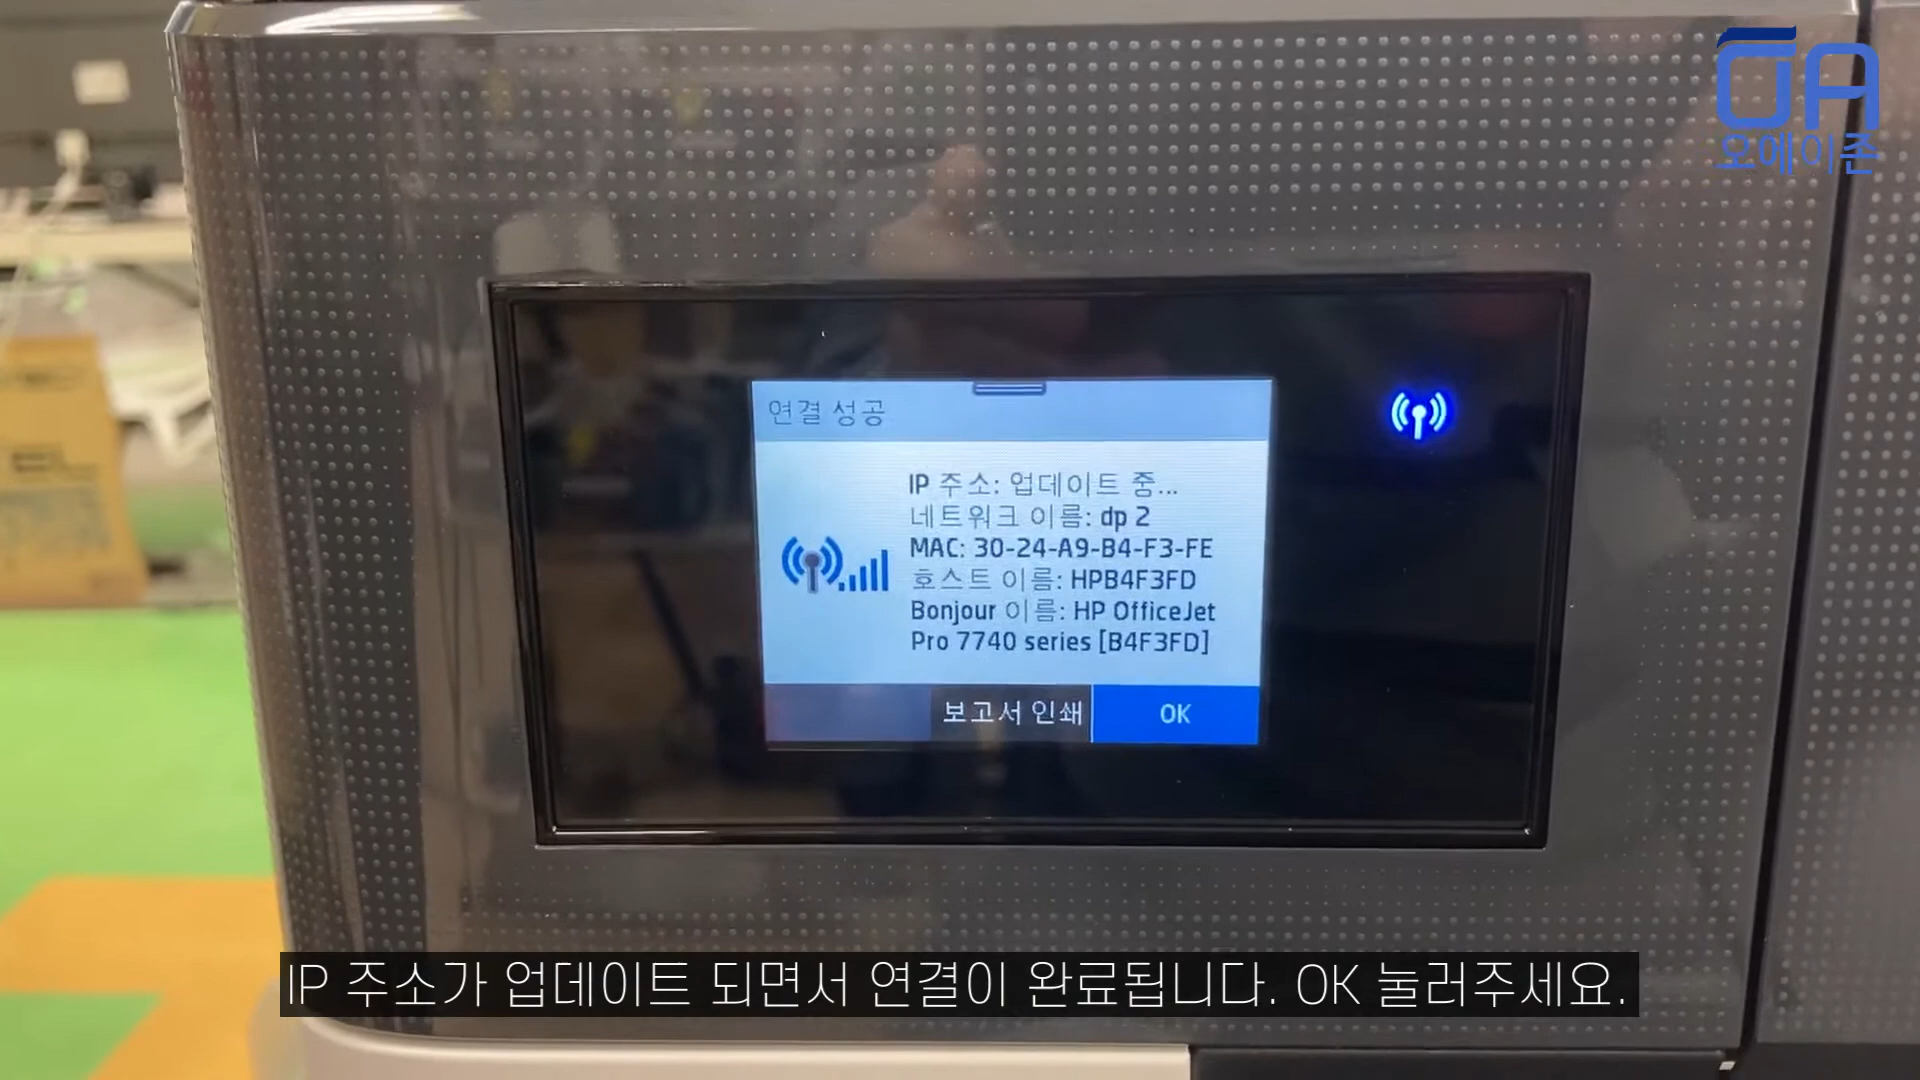 OA
오에이존
연결 성공
IP 주소: 업데이트 중...
네트워크 이름: dp 2
MAC: 30-24-A9-B4-F3-FE
호스트 이름: HPB4F3FD
Bonjour 이름: HP OfficeJet
Pro 7740 series [B4F3FD]
보고서 인쇄
OK
IP 주소가 업데이트 되면서 연결이 완료됩니다. OK 눌러주세요.